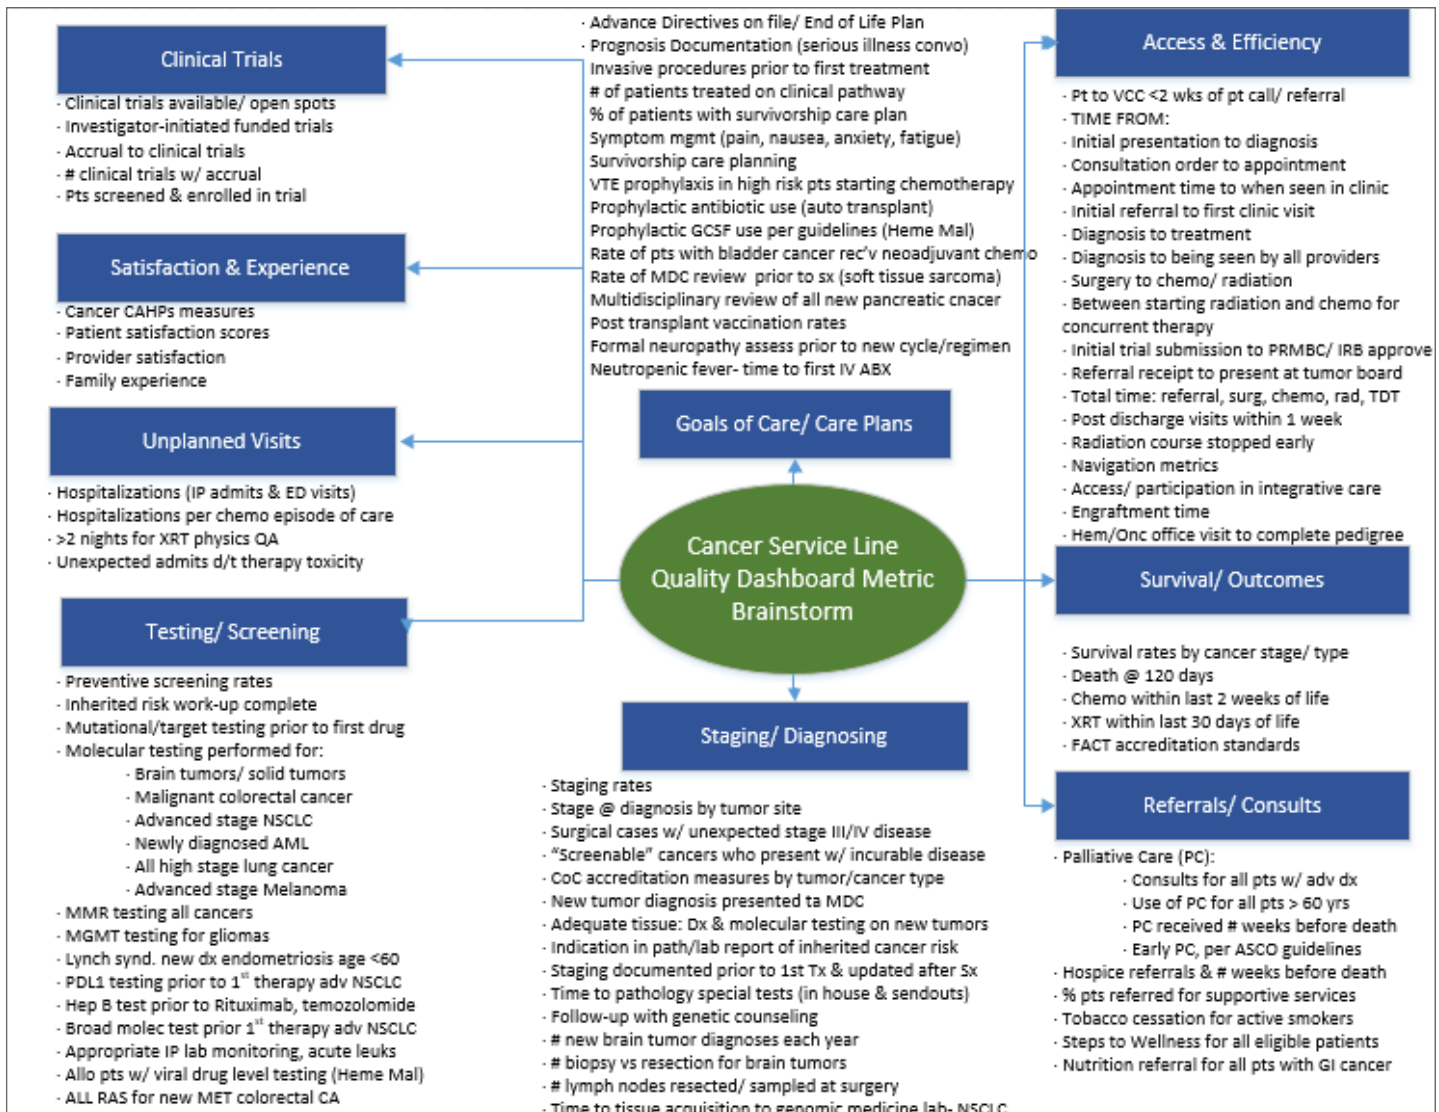 Clinical Trials
· Clinical trials available/ open spots
· Investigator-initiated funded trials
· Accrual to clinical trials
· # clinical trials w/ accrual
· Pts screened & enrolled in trial
Satisfaction & Experience
· Cancer CAHPs measures
· Patient satisfaction scores
· Provider satisfaction
· Family experience
Unplanned Visits
· Hospitalizations (IP admits & ED visits)
· Hospitalizations per chemo episode of care
· >2 nights for XRT physics QA
· Unexpected admits d/t therapy toxicity
Testing/ Screening
· Preventive screening rates
· Inherited risk work-up complete
· Mutational/target testing prior to first drug
· Molecular testing performed for:
· Brain tumors/ solid tumors
· Malignant colorectal cancer
· Advanced stage NSCLC
· Newly diagnosed AML
· All high stage lung cancer
· Advanced stage Melanoma
· MMR testing all cancers
· MGMT testing for gliomas
· Lynch synd. new dx endometriosis age <60
· PDL1 testing prior to 1st therapy adv NSCLC
· Hep B test prior to Rituximab, temozolomide
· Broad molec test prior 1st therapy adv NSCLC
· Appropriate IP lab monitoring, acute leuks
· Allo pts w/ viral drug level testing (Heme Mal)
· ALL RAS for new MET colorectal CA
· Advance Directives on file/ End of Life Plan
· Prognosis Documentation (serious illness convo)
Invasive procedures prior to first treatment
# of patients treated on clinical pathway
% of patients with survivorship care plan
Symptom mgmt (pain, nausea, anxiety, fatigue)
Survivorship care planning
VTE prophylaxis in high risk pts starting chemotherapy
Prophylactic antibiotic use (auto transplant)
Prophylactic GCSF use per guidelines (Heme Mal)
Rate of pts with bladder cancer rec'v neoadjuvant chemo
Rate of MDC review prior to sx (soft tissue sarcoma)
Multidisciplinary review of all new pancreatic cnacer
Post transplant vaccination rates
Formal neuropathy assess prior to new cycle/regimen
Neutropenic fever- time to first IV ABX
Goals of Care/ Care Plans
Cancer Service Line
Quality Dashboard Metric
Brainstorm
Staging/ Diagnosing
· Staging rates
· Stage @ diagnosis by tumor site
· Surgical cases w/ unexpected stage III/IV disease
· "Screenable" cancers who present w/ incurable disease
· CoC accreditation measures by tumor/cancer type
· New tumor diagnosis presented ta MDC
· Adequate tissue: Dx & molecular testing on new tumors
· Indication in path/lab report of inherited cancer risk
· Staging documented prior to 1st Tx & updated after Sx
· Time to pathology special tests (in house & sendouts)
· Follow-up with genetic counseling
· # new brain tumor diagnoses each year
· # biopsy vs resection for brain tumors
· # lymph nodes resected/ sampled at surgery
· Time to tissue acquisition to genomic medicine lab- NSCLC
Access & Efficiency
· Pt to VCC <2 wks of pt call/ referral
· TIME FROM:
· Initial presentation to diagnosis
· Consultation order to appointment
· Appointment time to when seen in clinic
· Initial referral to first clinic visit
· Diagnosis to treatment
· Diagnosis to being seen by all providers
· Surgery to chemo/ radiation
· Between starting radiation and chemo for
concurrent therapy
· Initial trial submission to PRMBC/ IRB approve
· Referral receipt to present at tumor board
· Total time: referral, surg, chemo, rad, TDT
· Post discharge visits within 1 week
· Radiation course stopped early
· Navigation metrics
· Access/ participation in integrative care
· Engraftment time
· Hem/Onc office visit to complete pedigree
Survival/ Outcomes
· Survival rates by cancer stage/ type
· Death @ 120 days
· Chemo within last 2 weeks of life
· XRT within last 30 days of life
· FACT accreditation standards
Referrals/ Consults
· Palliative Care (PC):
· Consults for all pts w/ adv dx
· Use of PC for all pts > 60 yrs
· PC received # weeks before death
· Early PC, per ASCO guidelines
· Hospice referrals & # weeks before death
· % pts referred for supportive services
· Tobacco cessation for active smokers
· Steps to Wellness for all eligible patients
· Nutrition referral for all pts with GI cancer